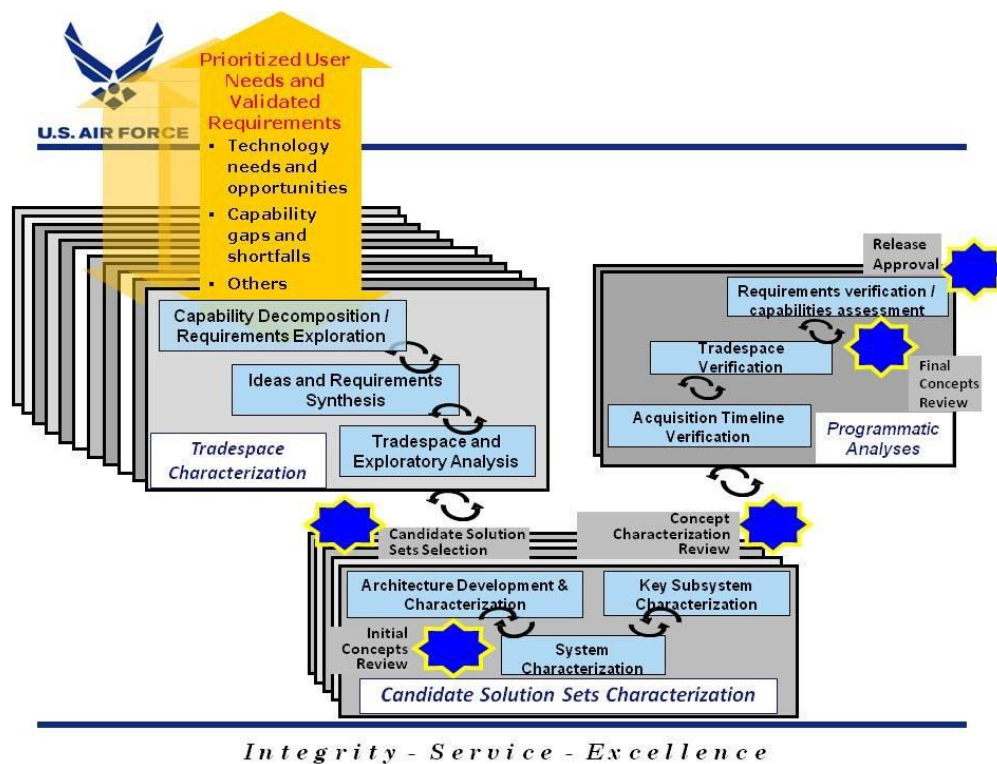 Prioritized User
Needs and
Validated
Requirements
▪ Technology
needs and
opportunities
▪ Capability
gaps and
shortfalls
▪ Others
U.S. AIR FORCE
Capability Decomposition /
Requirements Exploration
Ideas and Requirements
Synthesis
Tradespace and
Exploratory Analysis
Tradespace
Characterization
Release
Approval
Requirements verification /
capabilities assessment
Tradespace
Verification
Final
Concepts
Review
Acquisition Timeline
Verification
Programmatic
Analyses
Candidate Solution
Sets Selection
Concept
Characterization
Review
Architecture Development &
Characterization
Key Subsystem
Characterization
Initial
Concepts
Review
System
Characterization
Candidate Solution Sets Characterization
Integrity - Service - Excellence